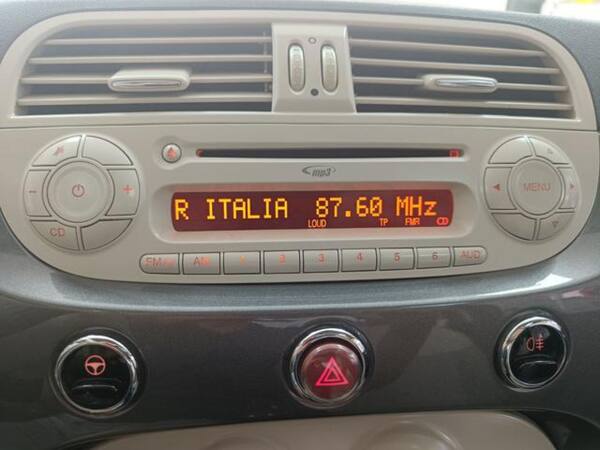 mp3
R ITALIA 87.60 MHz
LOUD TP FMR CD
- +
CD
MENU
FM AM 1 2 3 4 5 6 AUD